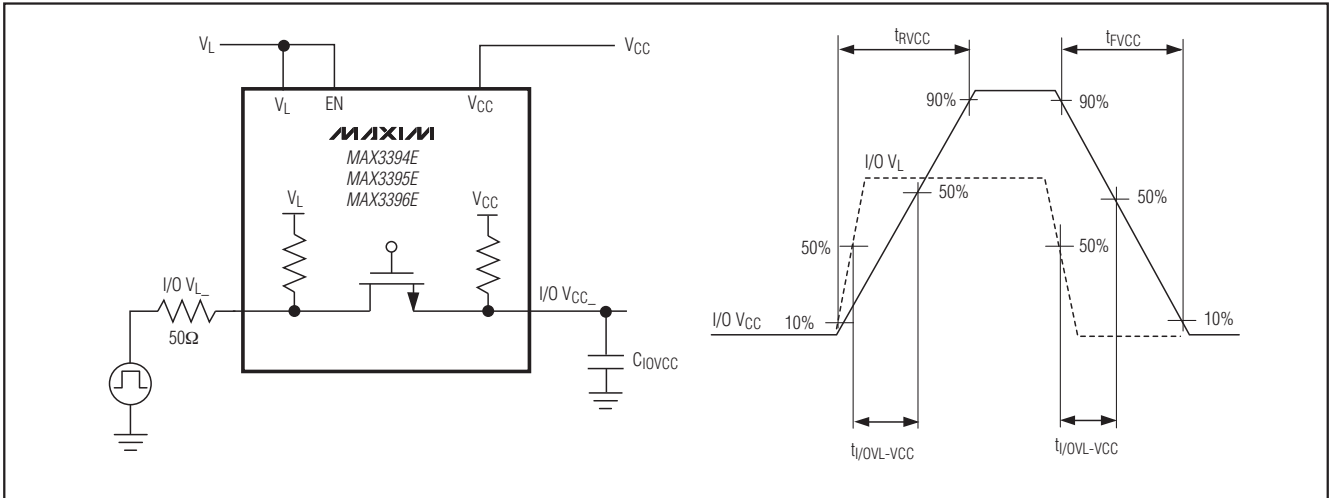 V_L
V_CC
V_L EN V_CC
MAXIM
MAX3394E
MAX3395E
MAX3396E
V_L
V_CC
I/O V_L_
50Ω
I/O V_CC_
C_IOVCC
t_RVCC
t_FVCC
90%
90%
I/O V_L
50%
50%
50%
50%
I/O V_CC
10%
10%
t_I/OVL-VCC
t_I/OVL-VCC